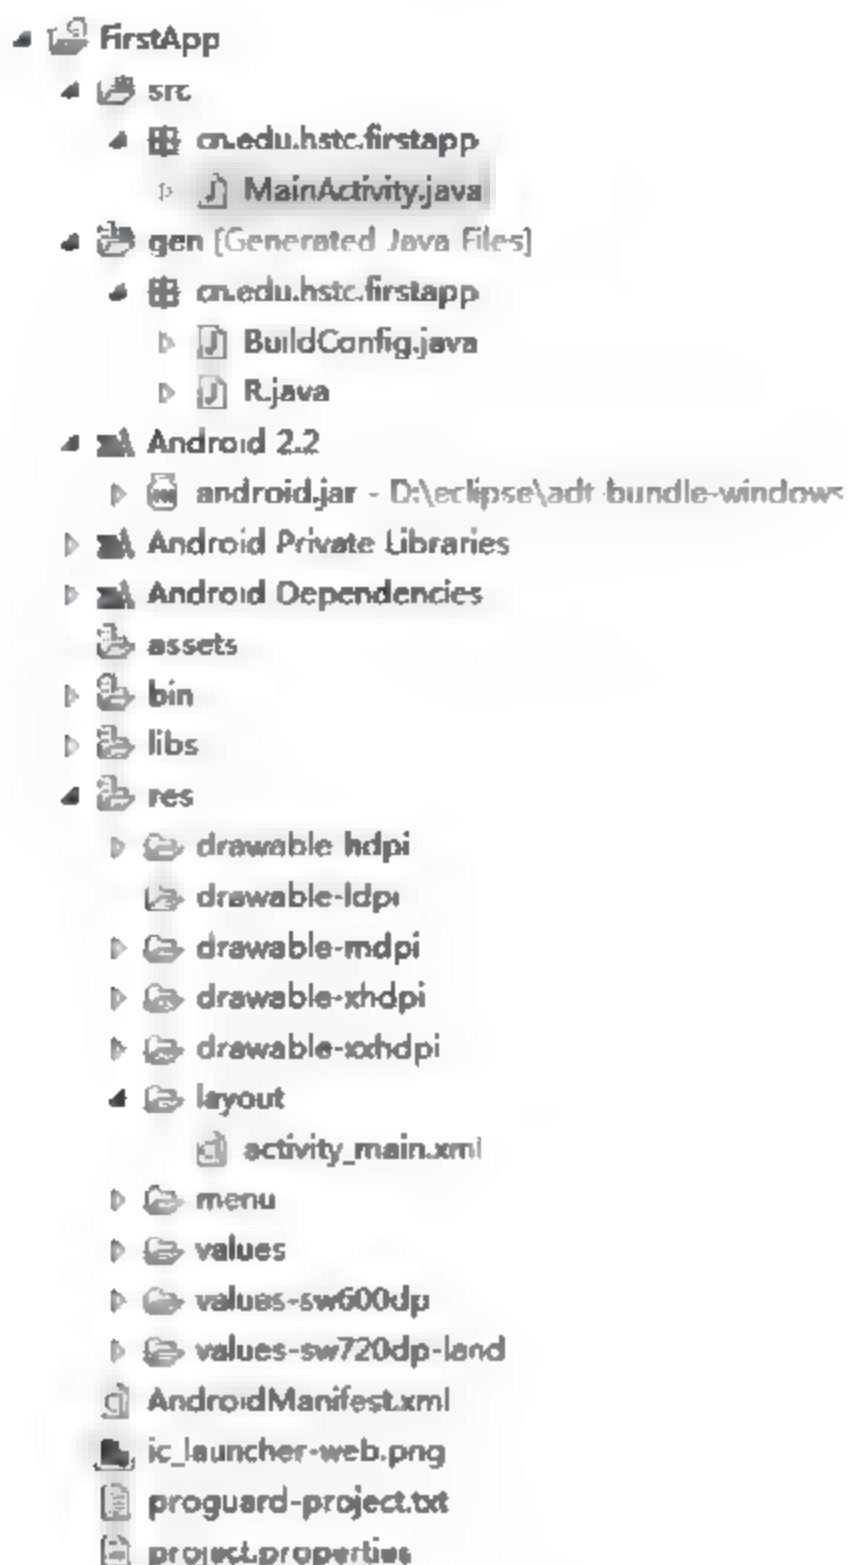 FirstApp
src
cn.edu.hstc.firstapp
MainActivity.java
gen [Generated Java Files]
cn.edu.hstc.firstapp
BuildConfig.java
R.java
Android 2.2
android.jar - D:\eclipse\adt-bundle-windows
Android Private Libraries
Android Dependencies
assets
bin
libs
res
drawable-hdpi
drawable-ldpi
drawable-mdpi
drawable-xhdpi
drawable-xxhdpi
layout
activity_main.xml
menu
values
values-sw600dp
values-sw720dp-land
AndroidManifest.xml
ic_launcher-web.png
proguard-project.txt
project.properties